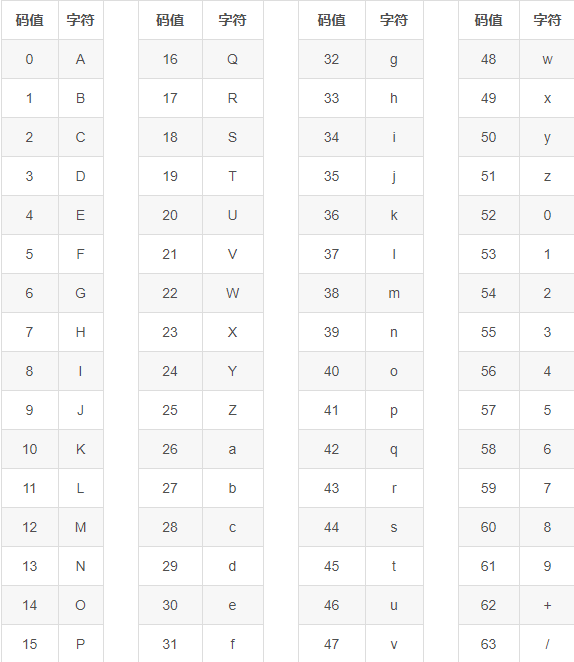 码值 字符 码值 字符 码值 字符 码值 字符
0 A 16 Q 32 g 48 w
1 B 17 R 33 h 49 x
2 C 18 S 34 i 50 y
3 D 19 T 35 j 51 z
4 E 20 U 36 k 52 0
5 F 21 V 37 l 53 1
6 G 22 W 38 m 54 2
7 H 23 X 39 n 55 3
8 I 24 Y 40 o 56 4
9 J 25 Z 41 p 57 5
10 K 26 a 42 q 58 6
11 L 27 b 43 r 59 7
12 M 28 c 44 s 60 8
13 N 29 d 45 t 61 9
14 O 30 e 46 u 62 +
15 P 31 f 47 v 63 /